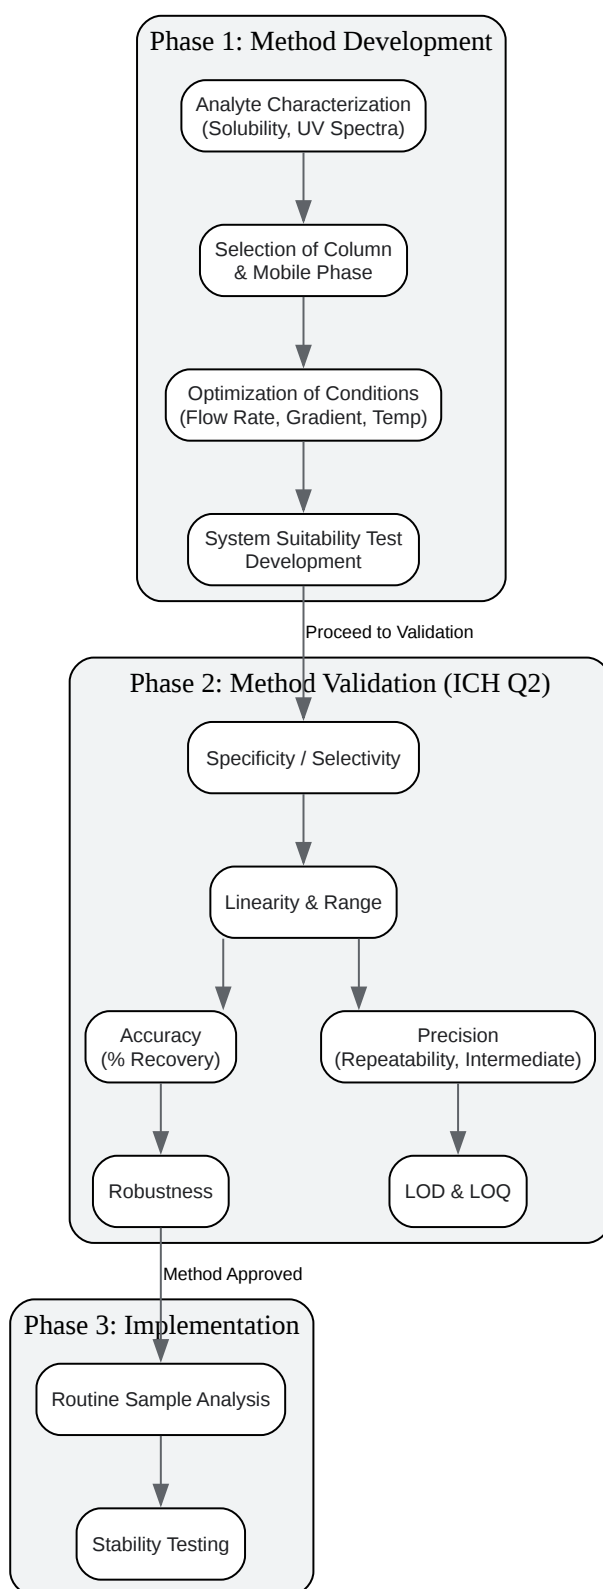 Phase 1: Method Development
Analyte Characterization
(Solubility, UV Spectra)
Selection of Column
& Mobile Phase
Optimization of Conditions
(Flow Rate, Gradient, Temp)
System Suitability Test
Development
Proceed to Validation
Phase 2: Method Validation (ICH Q2)
Specificity / Selectivity
Linearity & Range
Accuracy
(% Recovery)
Precision
(Repeatability, Intermediate)
Robustness
LOD & LOQ
Method Approved
Phase 3: Implementation
Routine Sample Analysis
Stability Testing